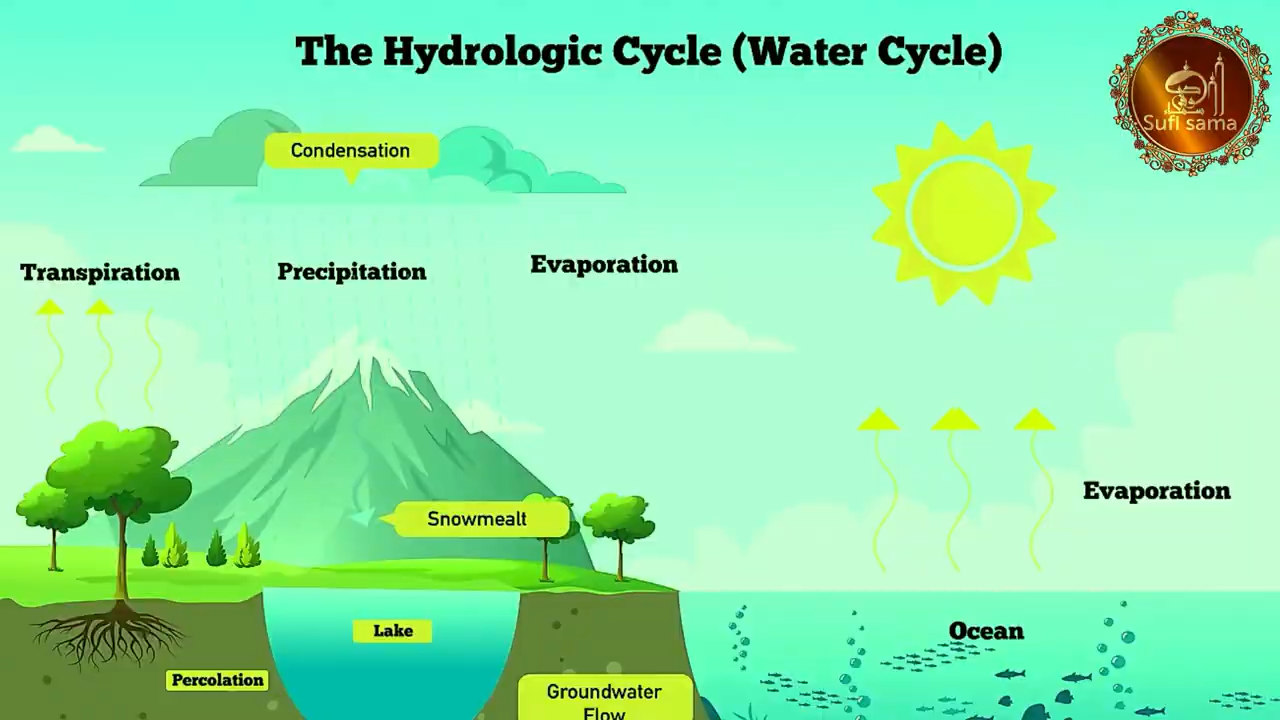 The Hydrologic Cycle (Water Cycle)
Sufi sama
Condensation
Transpiration
Precipitation
Evaporation
Evaporation
Snowmealt
Lake
Ocean
Percolation
Groundwater
Flow